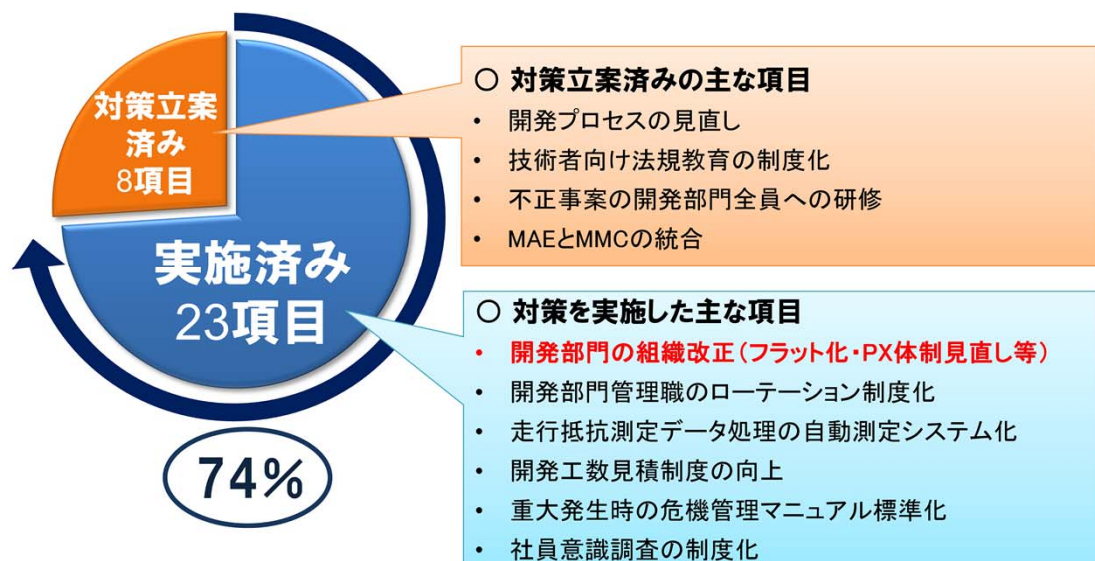 対策立案
済み
8項目
実施済み
23項目
74%
〇 対策立案済みの主な項目
• 開発プロセスの見直し
• 技術者向け法規教育の制度化
• 不正事案の開発部門全員への研修
• MAEとMMCの統合
〇 対策を実施した主な項目
• 開発部門の組織改正(フラット化・PX体制見直し等)
• 開発部門管理職のローテーション制度化
• 走行抵抗測定データ処理の自動測定システム化
• 開発工数見積制度の向上
• 重大発生時の危機管理マニュアル標準化
• 社員意識調査の制度化